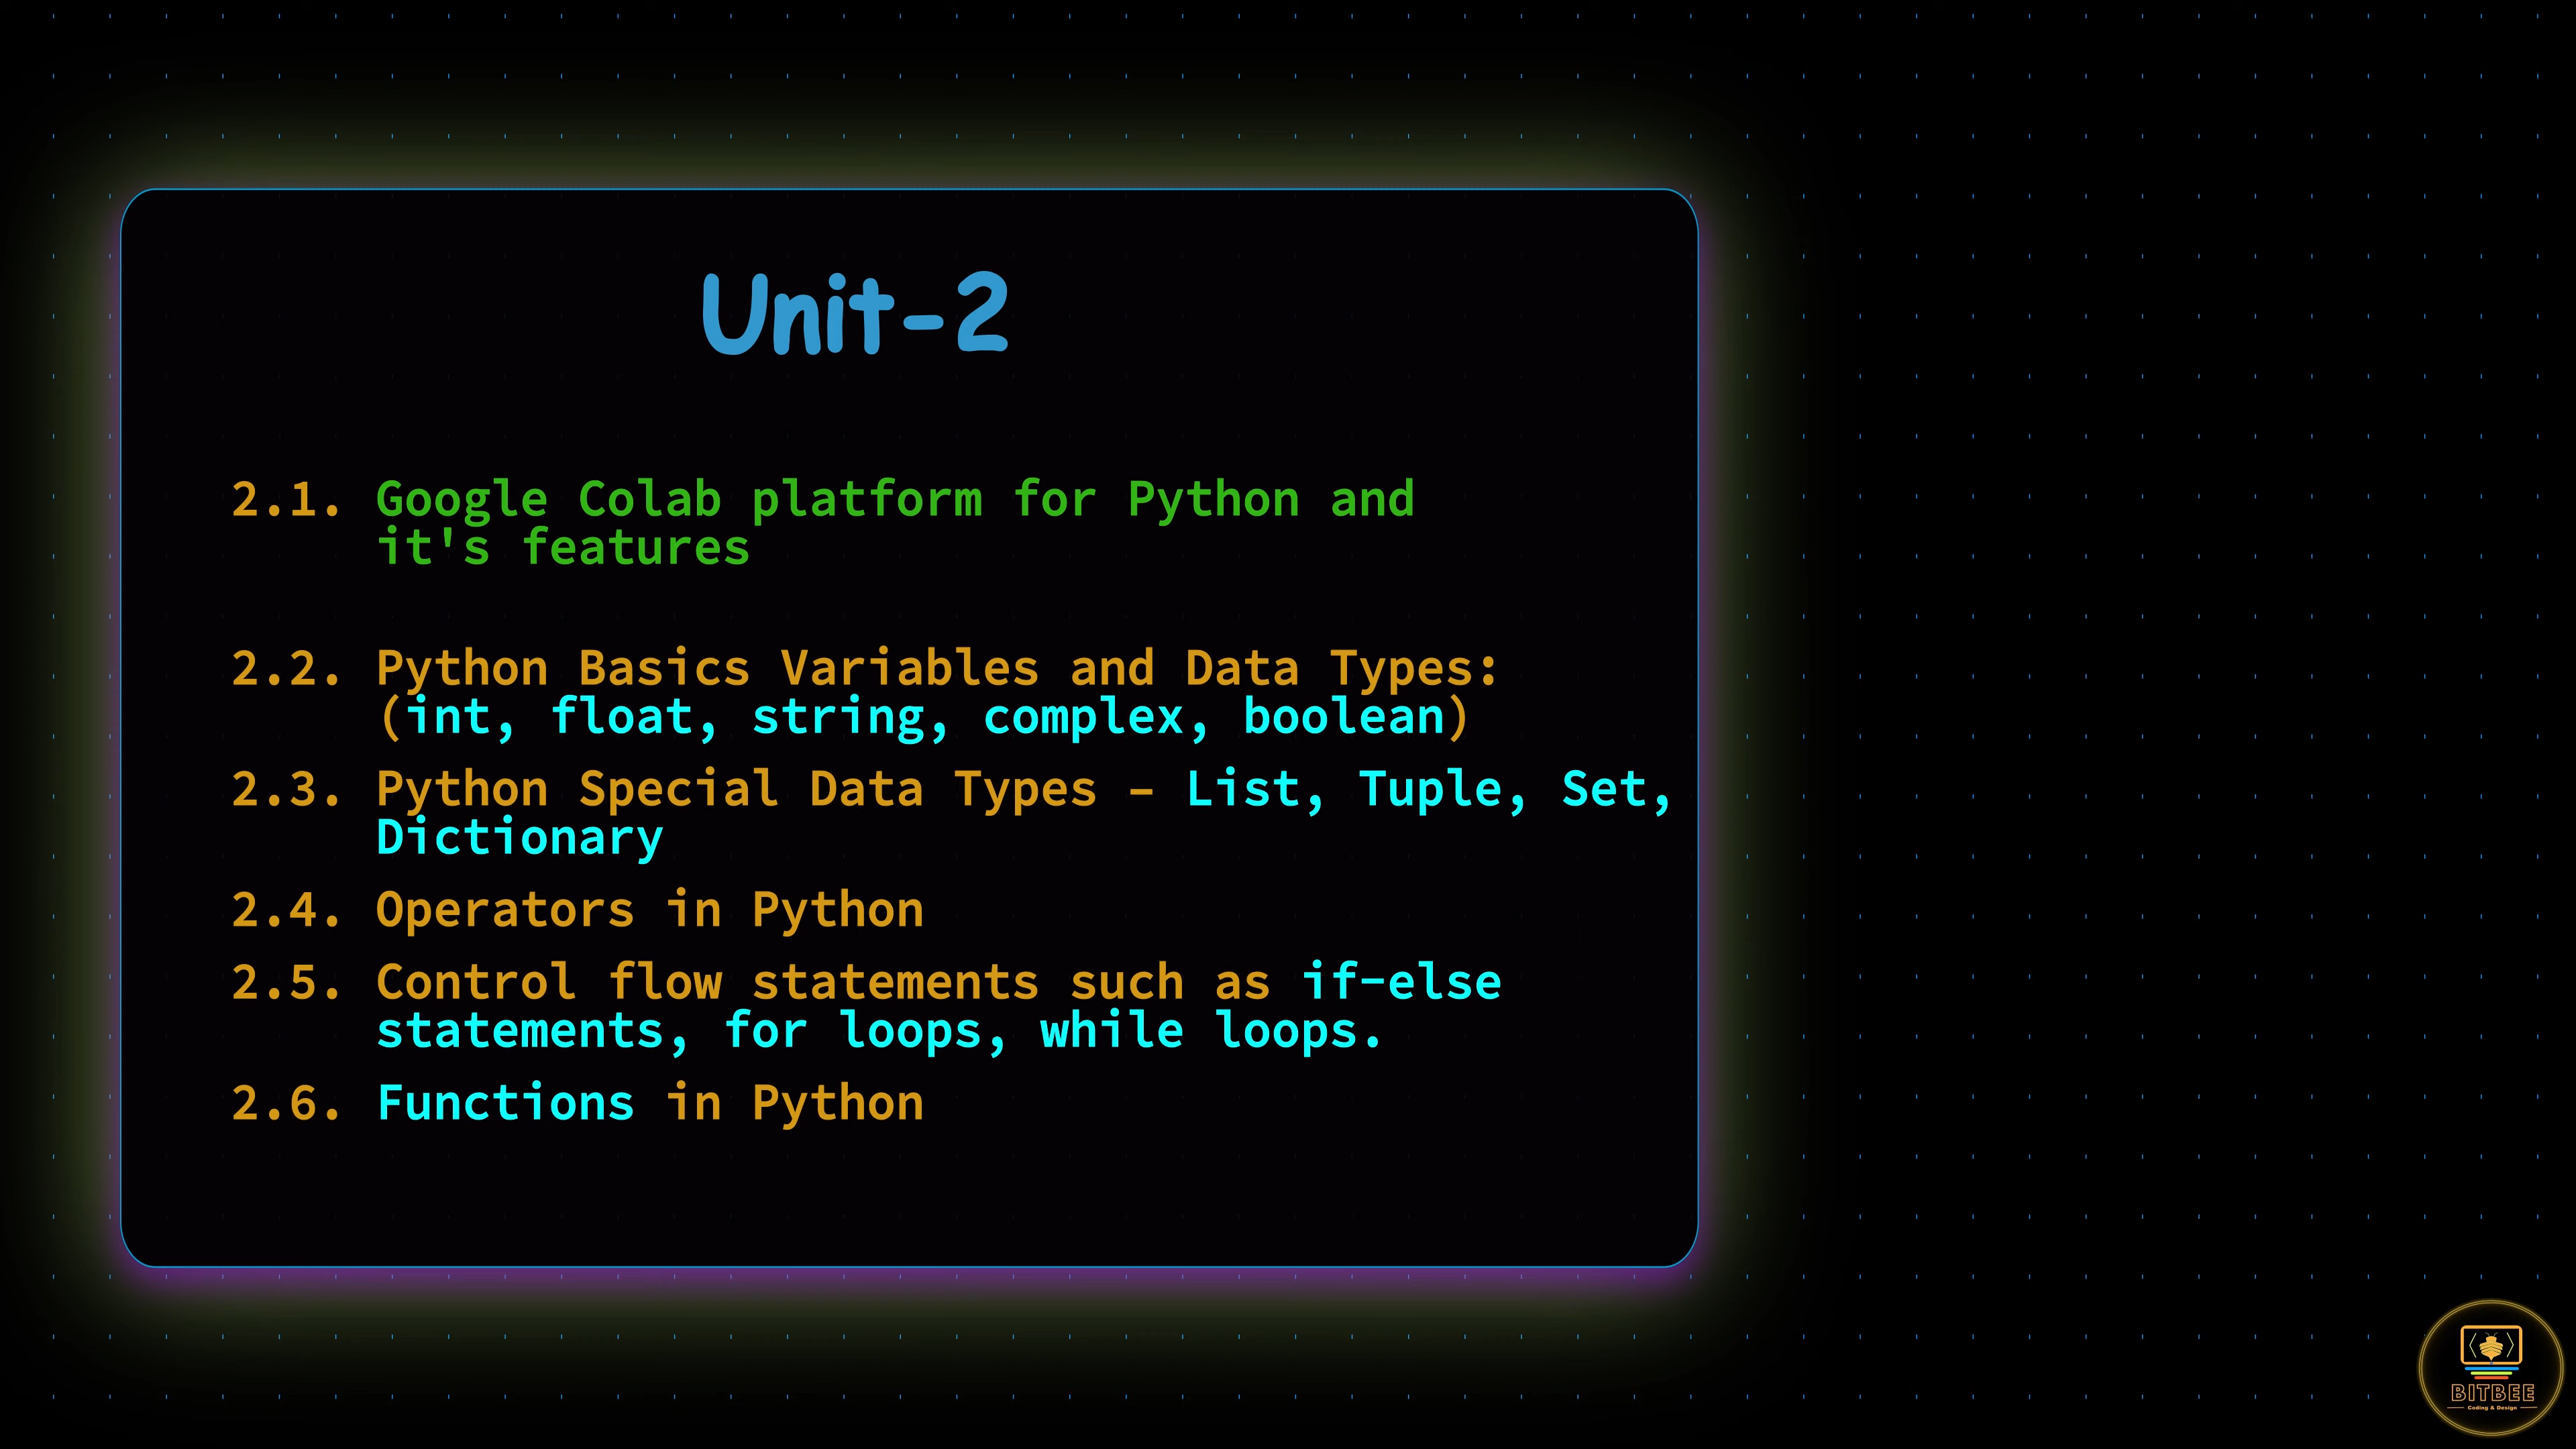 Unit-2
2.1. Google Colab platform for Python and
it's features
2.2. Python Basics Variables and Data Types:
(int, float, string, complex, boolean)
2.3. Python Special Data Types – List, Tuple, Set,
Dictionary
2.4. Operators in Python
2.5. Control flow statements such as if-else
statements, for loops, while loops.
2.6. Functions in Python
BITBEE
Coding & Design